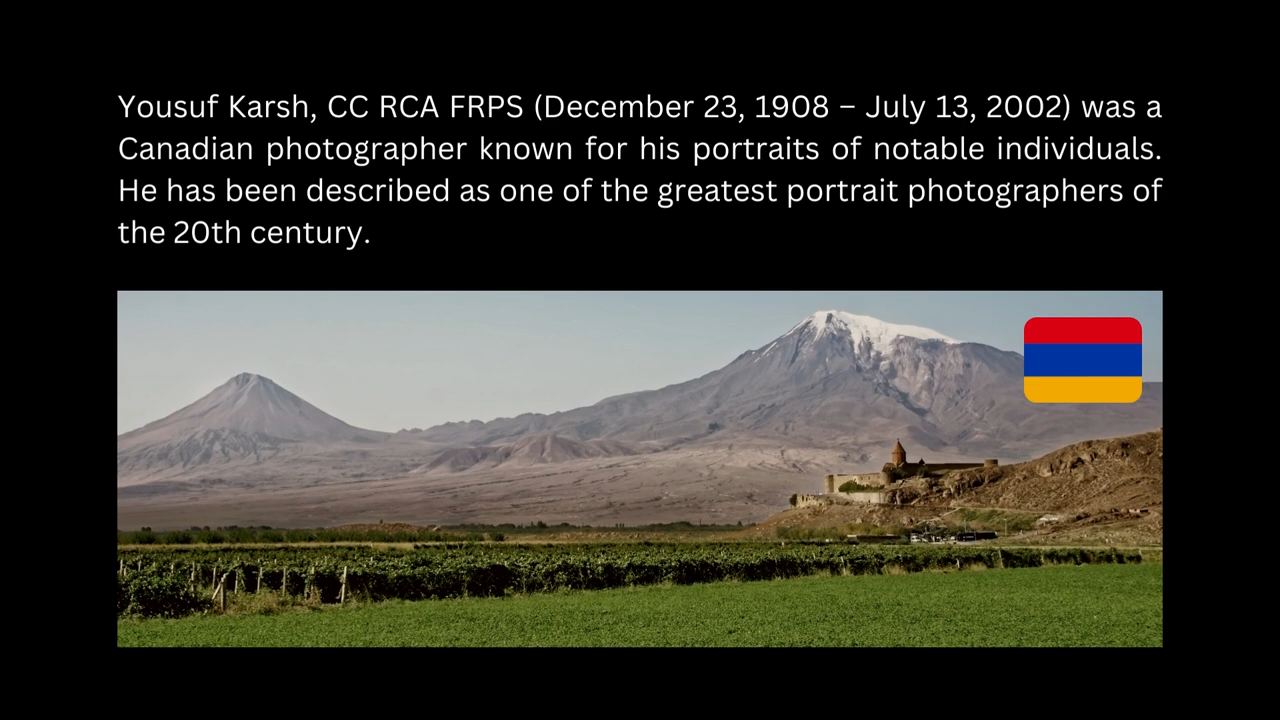 Yousuf Karsh, CC RCA FRPS (December 23, 1908 – July 13, 2002) was a
Canadian photographer known for his portraits of notable individuals.
He has been described as one of the greatest portrait photographers of
the 20th century.